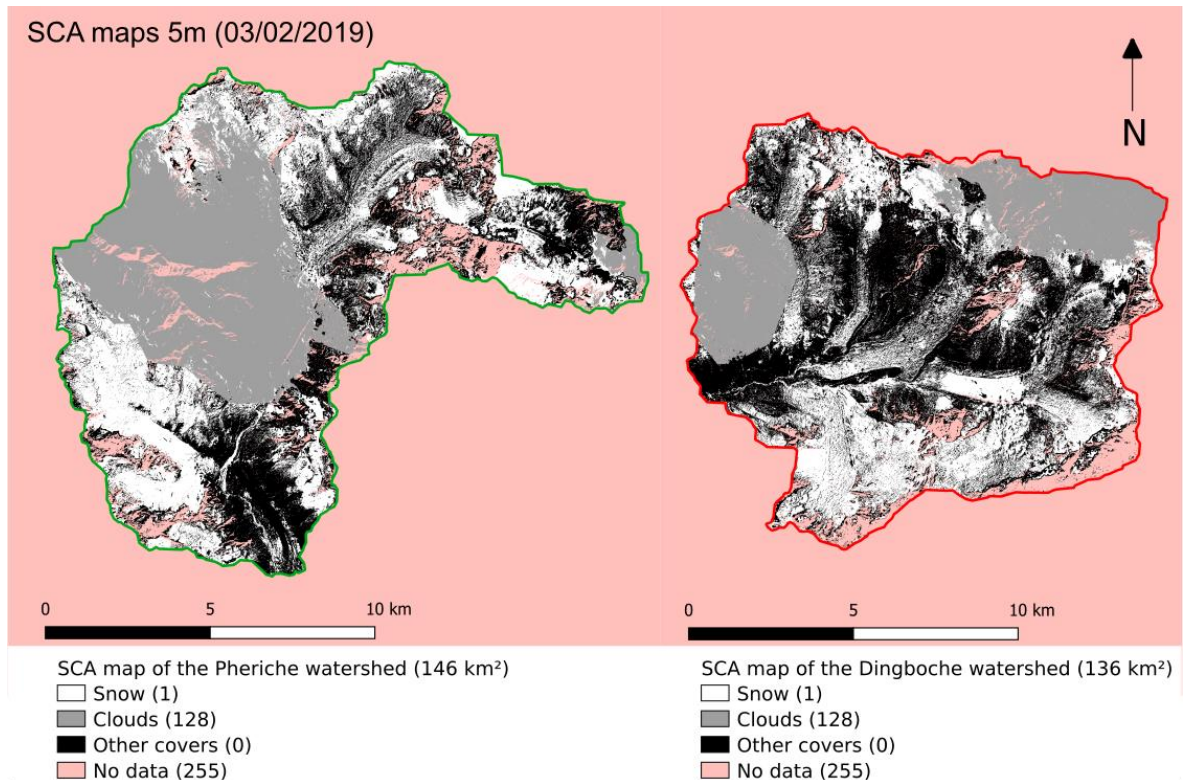 SCA maps 5m (03/02/2019)
N
0 5 10 km
0 5 10 km
SCA map of the Pheriche watershed (146 km²)
Snow (1)
Clouds (128)
Other covers (0)
No data (255)
SCA map of the Dingboche watershed (136 km²)
Snow (1)
Clouds (128)
Other covers (0)
No data (255)